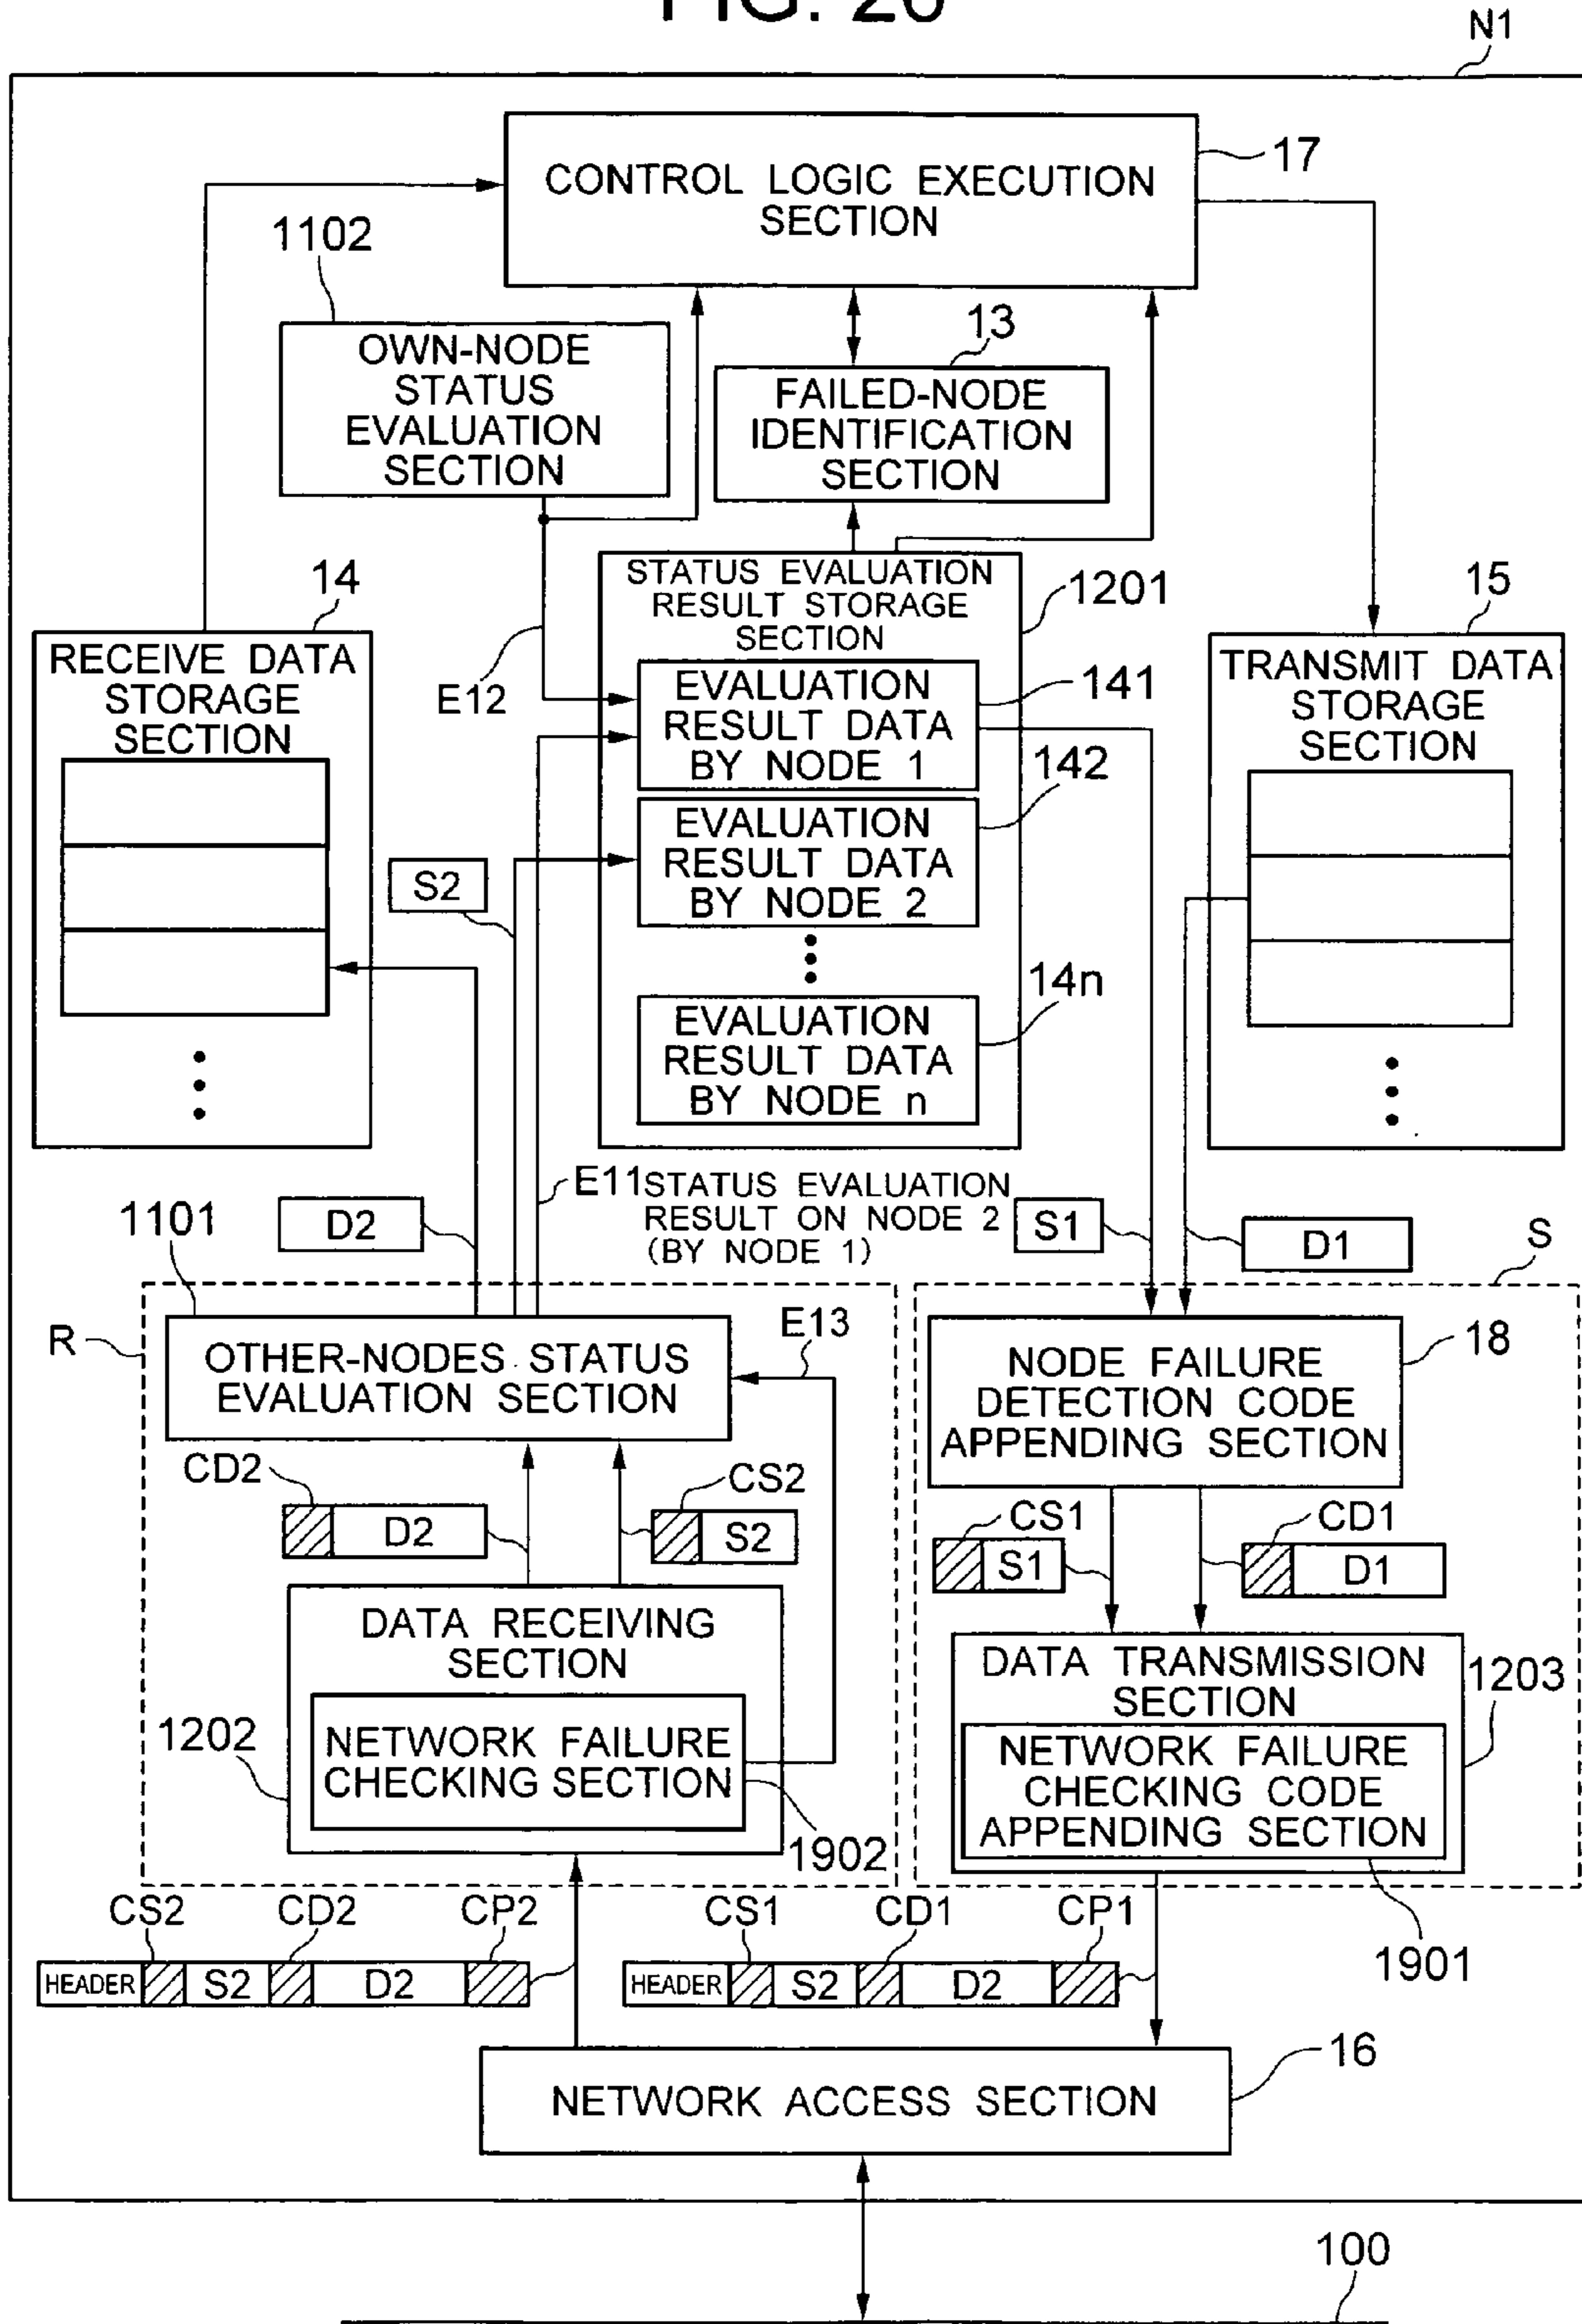 FIG. 20
N1
CONTROL LOGIC EXECUTION
SECTION
17
1102
OWN-NODE
STATUS
EVALUATION
SECTION
13
FAILED-NODE
IDENTIFICATION
SECTION
14
RECEIVE DATA
STORAGE
SECTION
E12
STATUS EVALUATION
RESULT STORAGE
SECTION
1201
EVALUATION
RESULT DATA
BY NODE 1
141
EVALUATION
RESULT DATA
BY NODE 2
142
EVALUATION
RESULT DATA
BY NODE n
14n
15
TRANSMIT DATA
STORAGE
SECTION
S2
1101
D2
E11
STATUS EVALUATION
RESULT ON NODE 2
(BY NODE 1)
S1
D1
S
R
OTHER-NODES STATUS
EVALUATION SECTION
E13
NODE FAILURE
DETECTION CODE
APPENDING SECTION
18
CD2
D2
CS2
S2
CS1
S1
CD1
D1
DATA RECEIVING
SECTION
NETWORK FAILURE
CHECKING SECTION
1202
1902
DATA TRANSMISSION
SECTION
1203
NETWORK FAILURE
CHECKING CODE
APPENDING SECTION
1901
CS2 CD2 CP2
HEADER S2 D2
CS1 CD1 CP1
HEADER S2 D2
NETWORK ACCESS SECTION
16
100